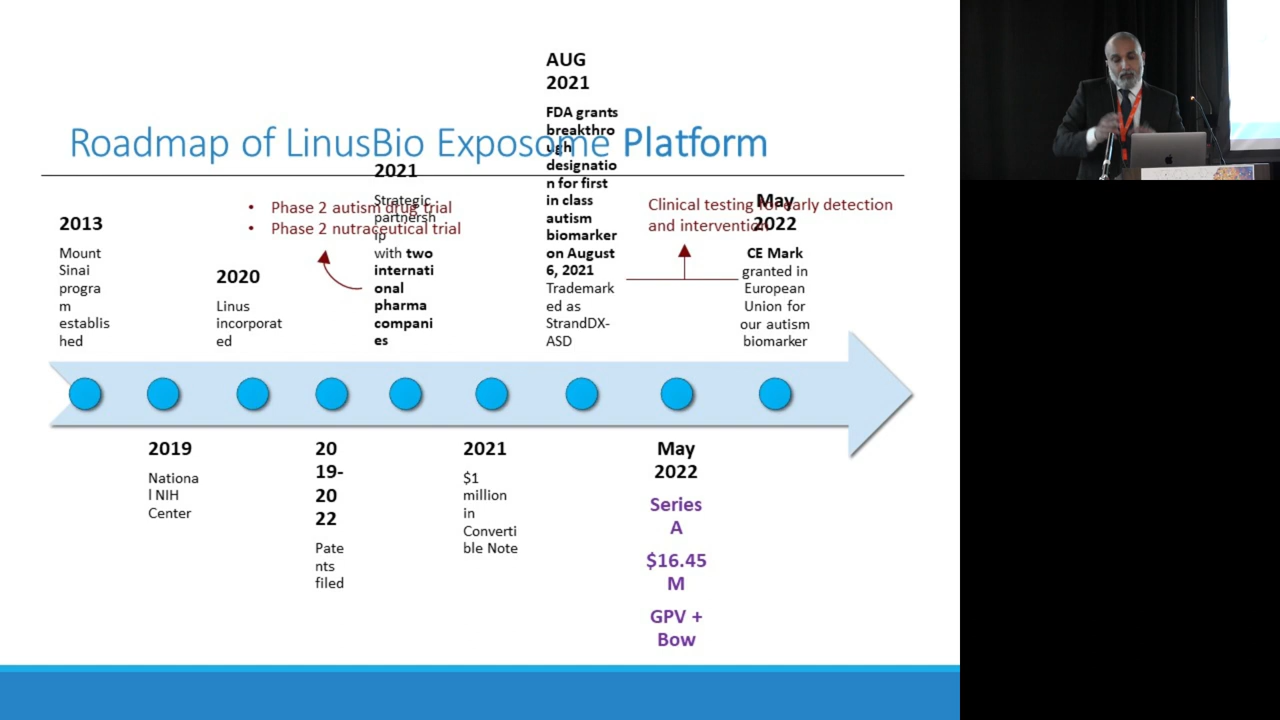 Roadmap of LinusBio Exposome Platform
2013
Mount
Sinai
progra
m
establis
hed
2019
Nationa
l NIH
Center
2020
Linus
incorporat
ed
20
19-
20
22
Pate
nts
filed
• Phase 2 autism drug trial
• Phase 2 nutraceutical trial
2021
Strategic
partnersh
ip
with two
internati
onal
pharma
compani
es
2021
$1
million
in
Converti
ble Note
AUG
2021
FDA grants
breakthro
ugh
designatio
n for first
in class
autism
biomarker
on August
6, 2021
Trademark
ed as
StrandDX-
ASD
Clinical testing for early detection
and intervention
May
2022
Series
A
$16.45
M
GPV +
Bow
May
2022
CE Mark
granted in
European
Union for
our autism
biomarker